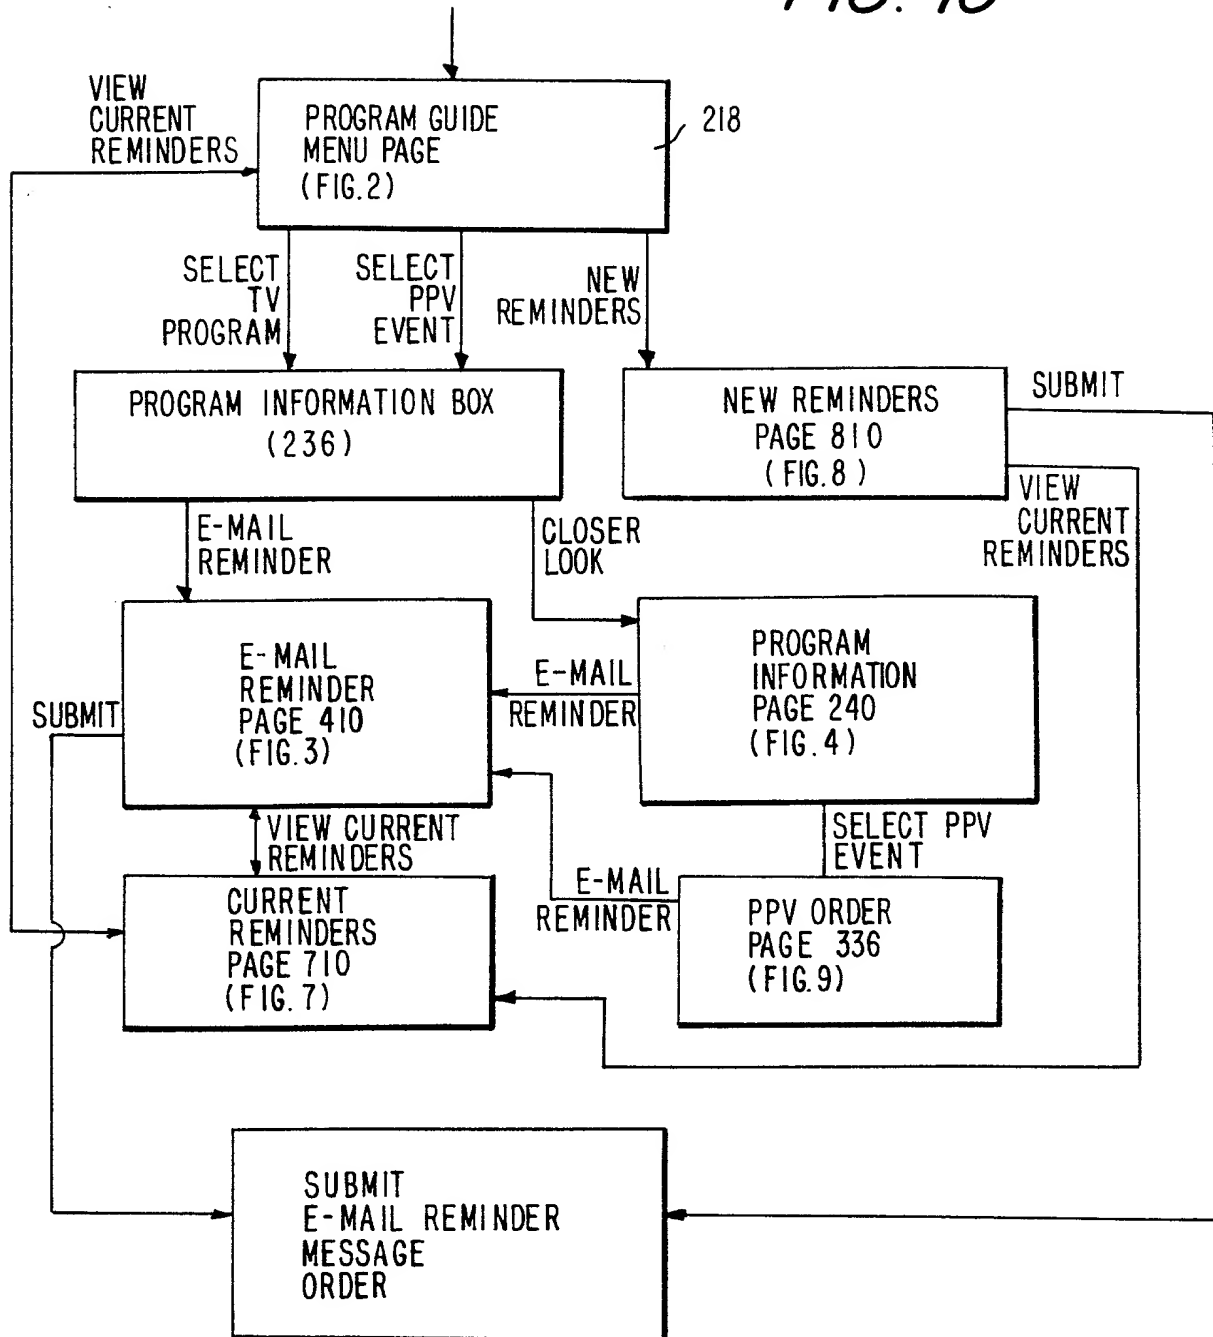 FIG. 10
VIEW
CURRENT
REMINDERS
PROGRAM GUIDE
MENU PAGE
(FIG.2)
218
SELECT
TV
PROGRAM
SELECT
PPV
EVENT
NEW
REMINDERS
PROGRAM INFORMATION BOX
(236)
NEW REMINDERS
PAGE 810
(FIG.8)
SUBMIT
VIEW
CURRENT
REMINDERS
E-MAIL
REMINDER
CLOSER
LOOK
E-MAIL
REMINDER
PAGE 410
(FIG.3)
E-MAIL
REMINDER
PROGRAM
INFORMATION
PAGE 240
(FIG.4)
SUBMIT
VIEW CURRENT
REMINDERS
SELECT PPV
EVENT
E-MAIL
REMINDER
CURRENT
REMINDERS
PAGE 710
(FIG.7)
PPV ORDER
PAGE 336
(FIG.9)
SUBMIT
E-MAIL REMINDER
MESSAGE
ORDER